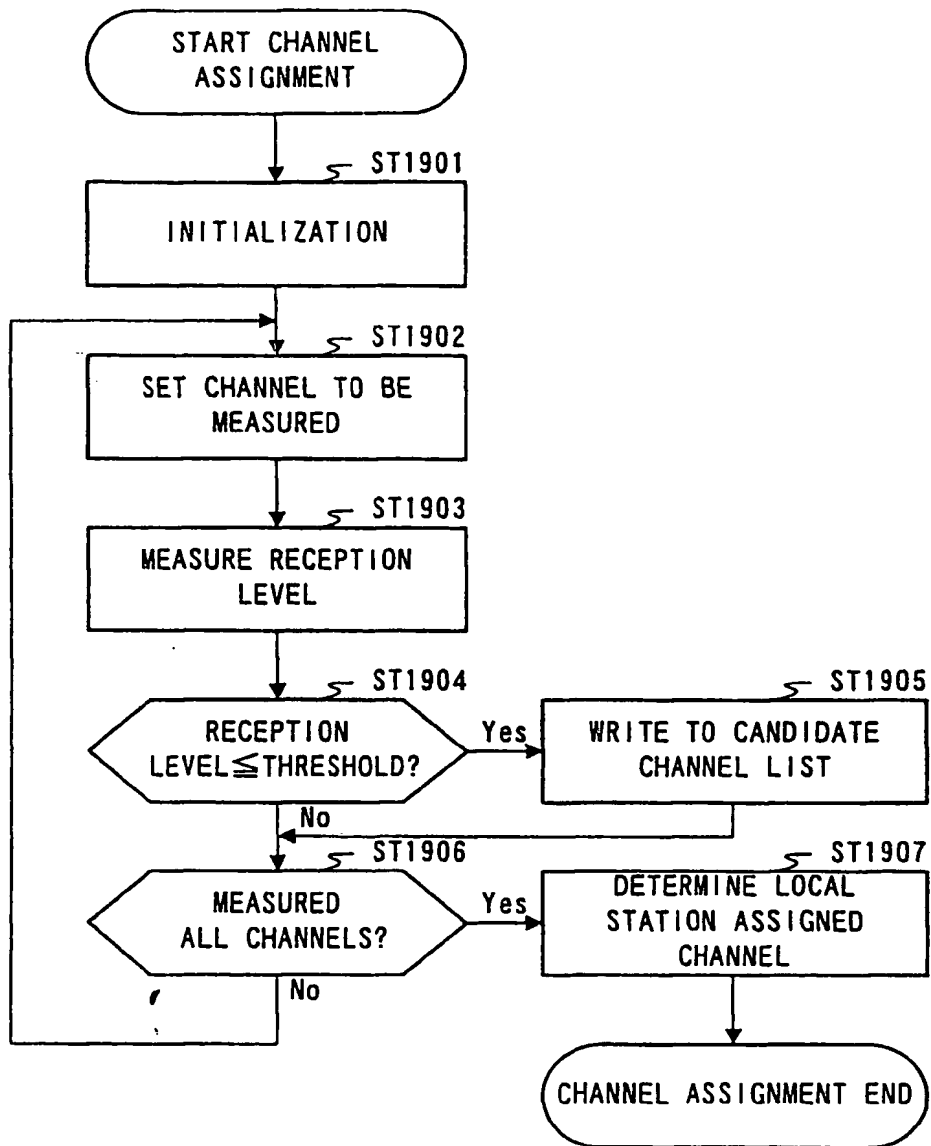 START CHANNEL
ASSIGNMENT
ST1901
INITIALIZATION
ST1902
SET CHANNEL TO BE
MEASURED
ST1903
MEASURE RECEPTION
LEVEL
ST1904
RECEPTION
LEVEL≦THRESHOLD?
Yes
No
ST1905
WRITE TO CANDIDATE
CHANNEL LIST
ST1906
MEASURED
ALL CHANNELS?
Yes
No
ST1907
DETERMINE LOCAL
STATION ASSIGNED
CHANNEL
CHANNEL ASSIGNMENT END